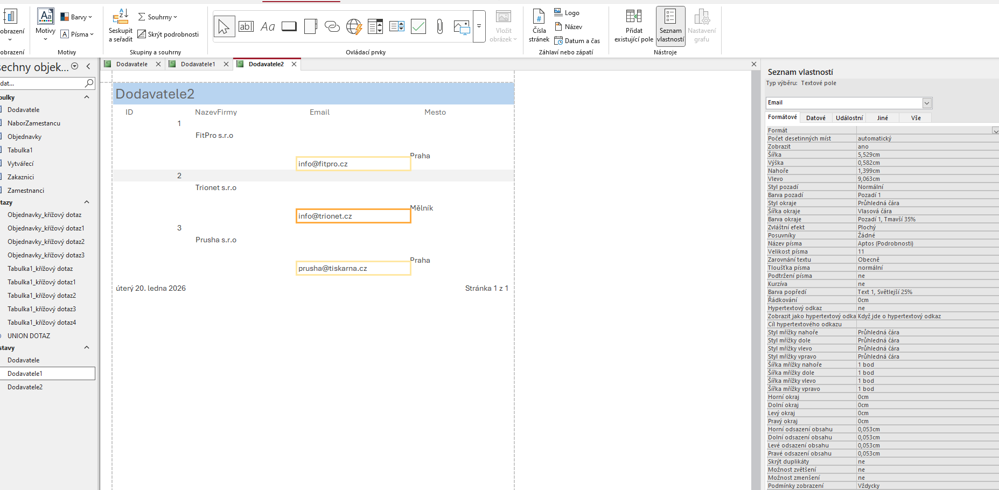 obrazení
obrazení
Motivy
Barvy
Písma
Motivy
Seskupit
a seřadit
Souhrny
Skrýt podrobnosti
Skupiny a souhrny
ab
Aa
Ovládací prvky
Vložit
obrázek
Čísla
stránek
Logo
Název
Datum a čas
Záhlaví nebo zápatí
Přidat
existující pole
Seznam
vlastností
Nastavení
grafu
Nástroje
echny objek...
dat...
bulky
Dodavatele
NaborZamestancu
Objednavky
Tabulka1
Vytvářecí
Zakaznici
Zamestnanci
tazy
Objednavky_křížový dotaz
Objednavky_křížový dotaz1
Objednavky_křížový dotaz2
Objednavky_křížový dotaz3
Tabulka1_křížový dotaz
Tabulka1_křížový dotaz1
Tabulka1_křížový dotaz2
Tabulka1_křížový dotaz3
Tabulka1_křížový dotaz4
UNION DOTAZ
stavy
Dodavatele
Dodavatele1
Dodavatele2
Dodavatele
Dodavatele1
Dodavatele2
Dodavatele2
ID NazevFirmy Email Mesto
1
FitPro s.r.o
Praha
info@fitpro.cz
2
Trionet s.r.o
Mělník
info@trionet.cz
3
Prusha s.r.o
Praha
prusha@tiskarna.cz
úterý 20. ledna 2026 Stránka 1 z 1
Seznam vlastností
Typ výběru: Textové pole
Email
Formátové Datové Událostní Jiné Vše
Formát
Počet desetinných míst automatický
Zobrazit ano
Šířka 5,529cm
Výška 0,582cm
Nahoře 1,399cm
Vlevo 9,063cm
Styl pozadí Normální
Barva pozadí Pozadí 1
Styl okraje Průhledná čára
Šířka okraje Vlasová čára
Barva okraje Pozadí 1, Tmavší 35%
Zvláštní efekt Plochý
Posuvníky Žádné
Název písma Aptos (Podrobnosti)
Velikost písma 11
Zarovnání textu Obecně
Tloušťka písma normální
Podtržení písma ne
Kurzíva ne
Barva popředí Text 1, Světlejší 25%
Řádkování 0cm
Hypertextový odkaz ne
Zobrazit jako hypertextový odka Když jde o hypertextový odkaz
Cíl hypertextového odkazu
Styl mřížky nahoře Průhledná čára
Styl mřížky dole Průhledná čára
Styl mřížky vlevo Průhledná čára
Styl mřížky vpravo Průhledná čára
Šířka mřížky nahoře 1 bod
Šířka mřížky dole 1 bod
Šířka mřížky vlevo 1 bod
Šířka mřížky vpravo 1 bod
Horní okraj 0cm
Dolní okraj 0cm
Levý okraj 0cm
Pravý okraj 0cm
Horní odsazení obsahu 0,053cm
Dolní odsazení obsahu 0,053cm
Levé odsazení obsahu 0,053cm
Pravé odsazení obsahu 0,053cm
Skrýt duplikáty ne
Možnost zvětšení ne
Možnost zmenšení ne
Podmínky zobrazení Vždycky